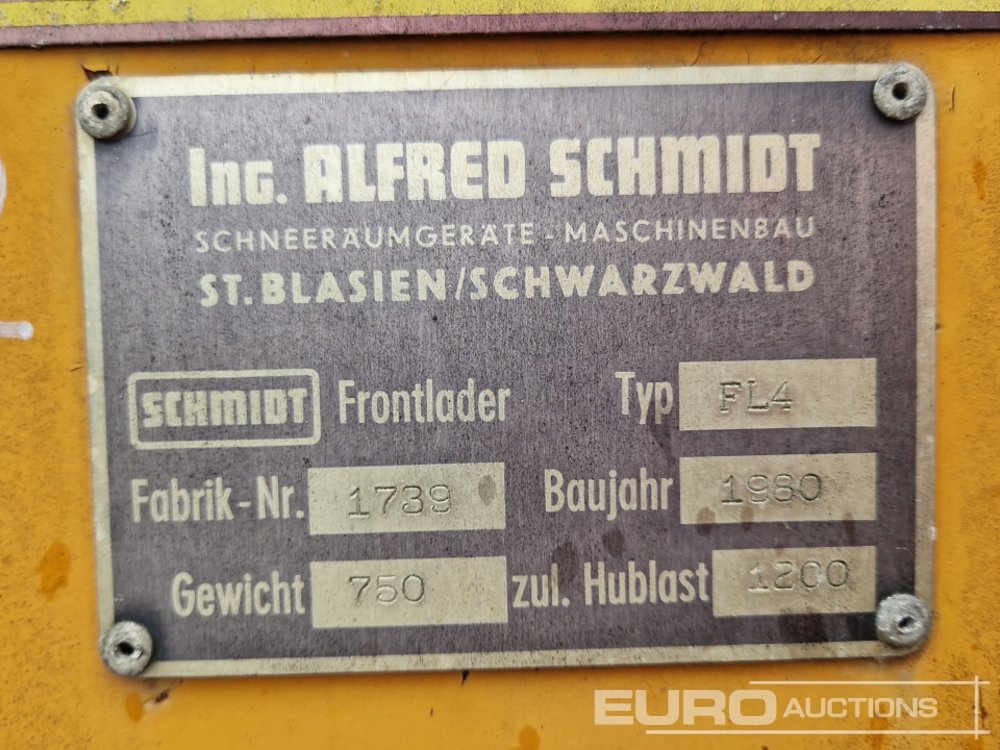 Ing. ALFRED SCHMIDT
SCHNEERÄUMGERÄTE - MASCHINENBAU
ST. BLASIEN/SCHWARZWALD
SCHMIDT Frontlader Typ FL4
Fabrik-Nr. 1739 Baujahr 1980
Gewicht 750 zul. Hublast 1200
EURO AUCTIONS